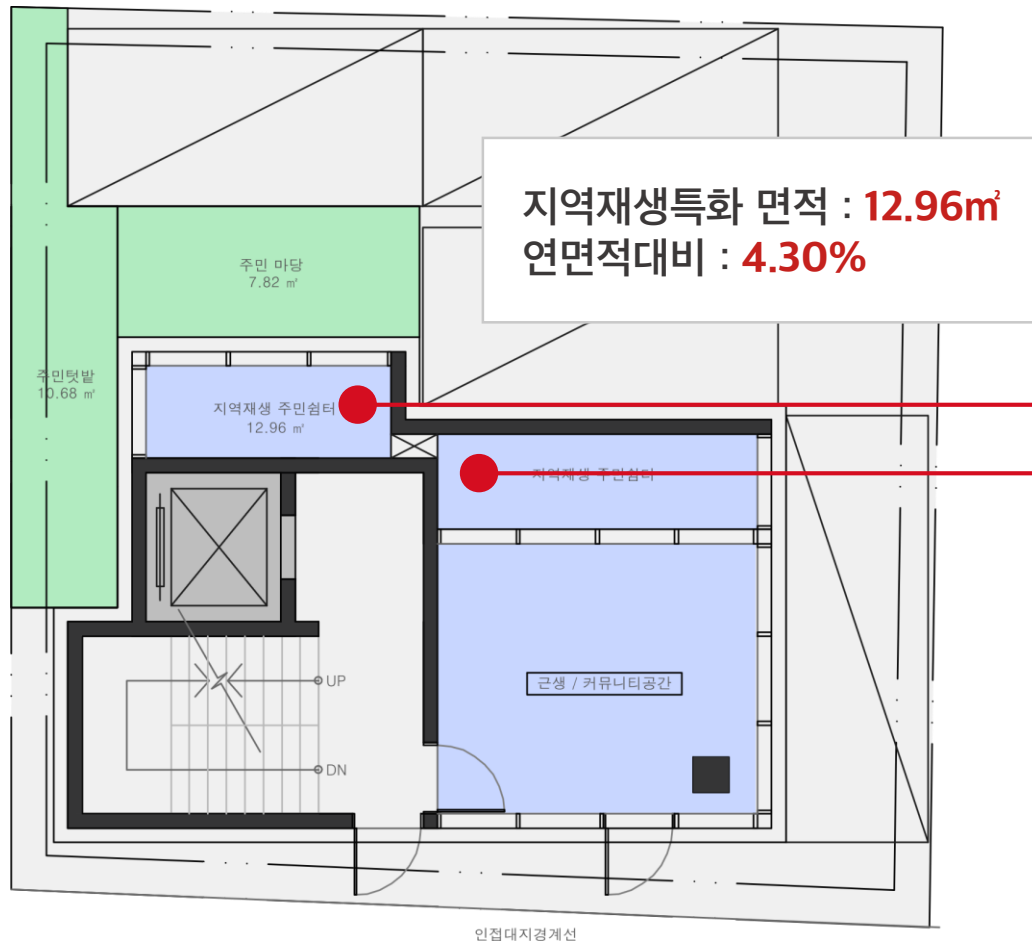 지역재생특화 면적 : 12.96㎡
연면적대비 : 4.30%
주민 마당
7.82 ㎡
주민텃밭
10.68 ㎡
지역재생 주민쉼터
12.96 ㎡
지역재생 주민쉼터
근생 / 커뮤니티공간
UP
DN
인접대지경계선